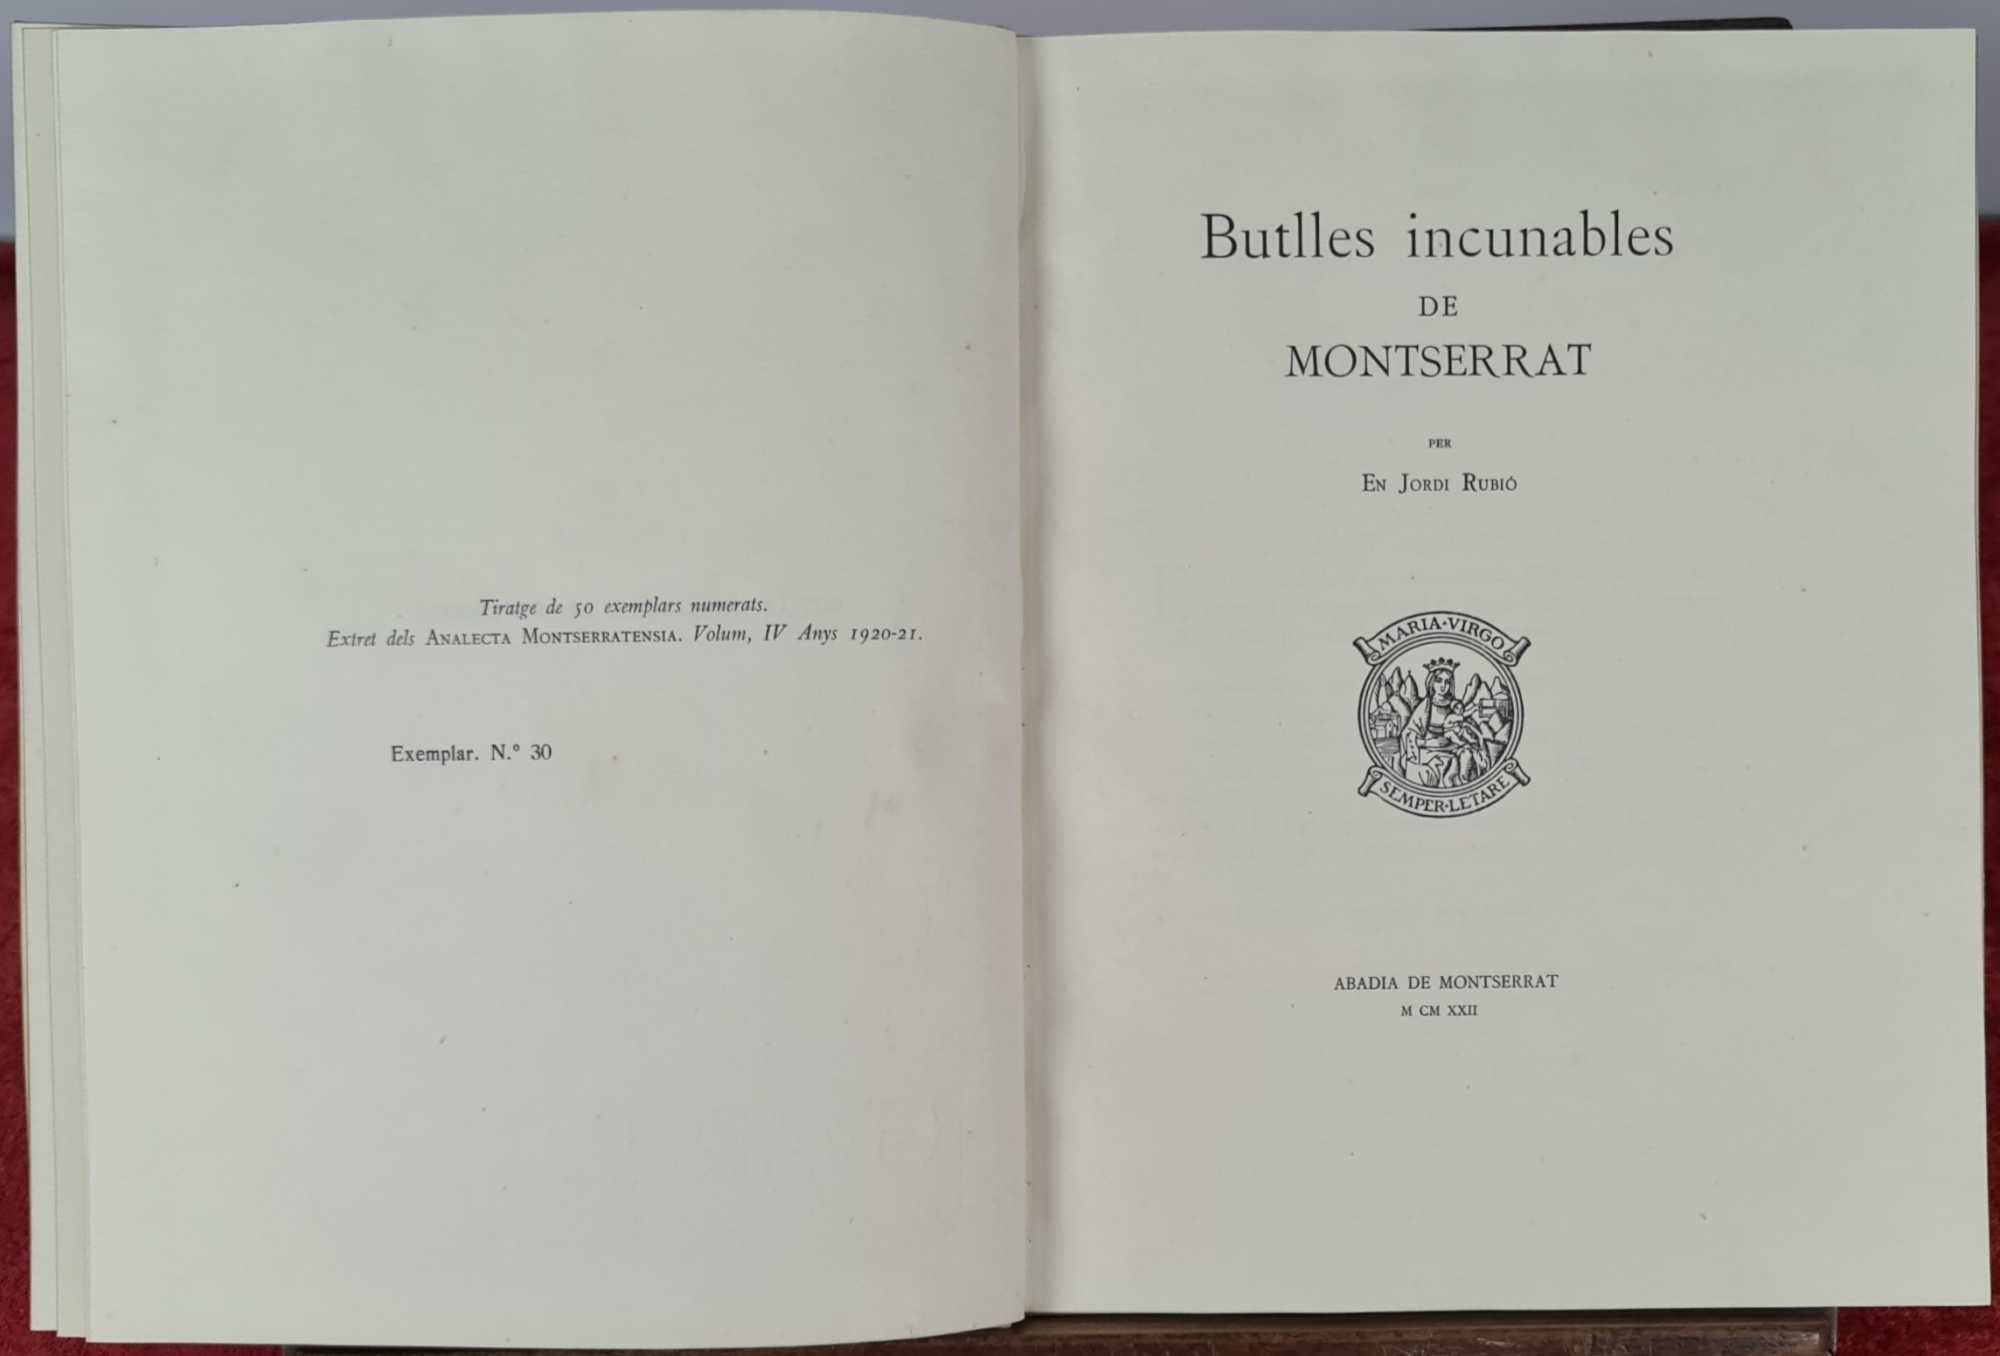 Tiratge de 50 exemplars numerats.
Extret dels ANALECTA MONTSERRATENSIA. Volum, IV Anys 1920-21.
Exemplar. N.º 30
Butlles incunables
DE
MONTSERRAT
PER
EN JORDI RUBIÓ
MARIA·VIRGO
SEMPER·LETARE
ABADIA DE MONTSERRAT
M CM XXII